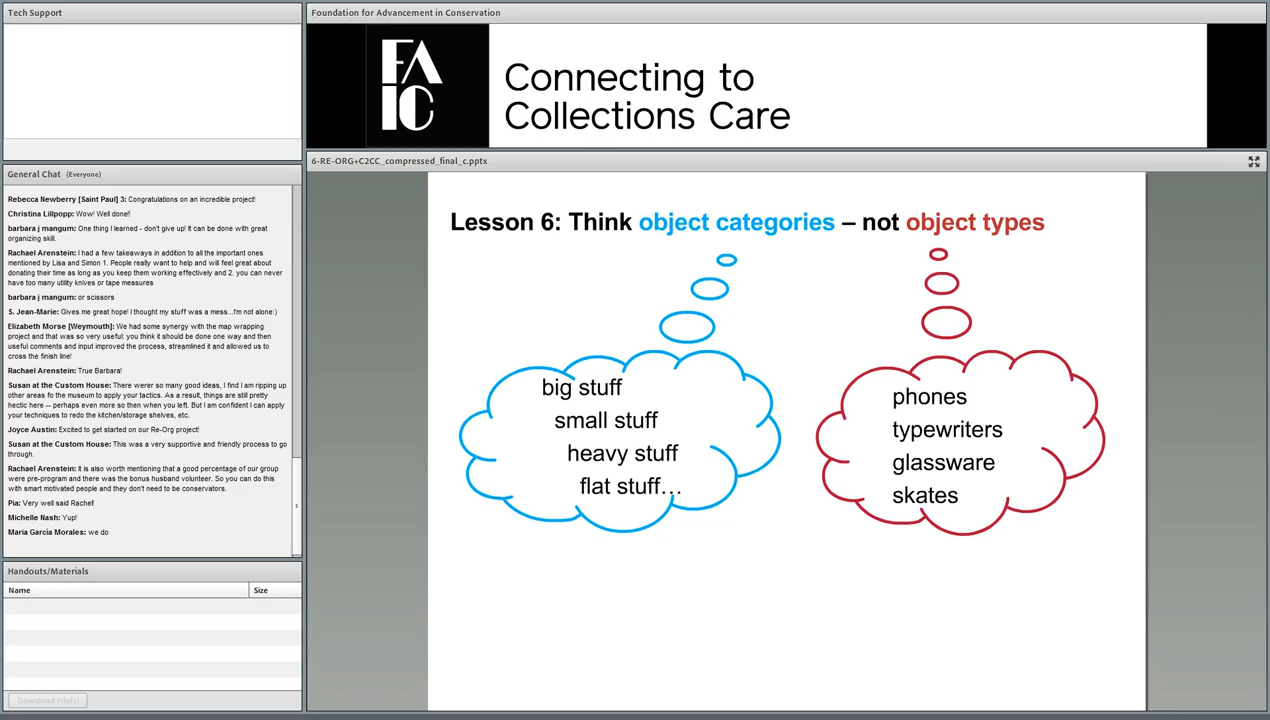 Tech Support
General Chat (Everyone)
Rebecca Newberry [Saint Paul] 3: Congratulations on an incredible project!
Christina Lillpopp: Wow! Well done!!
barbara j mangum: One thing I learned - don't give up! It can be done with great
organizing skill.
Rachael Arenstein: I had a few takeaways in addition to all the important ones
mentioned by Lisa and Simon 1. People really want to help and will feel great about
donating their time as long as you keep them working effectively and 2. you can never
have too many utility knives or tape measures
barbara j mangum: or scissors
S. Jean-Marie: Gives me great hope! I thought my stuff was a mess...I'm not alone:)
Elizabeth Morse [Weymouth]: We had some synergy with the map wrapping
project and that was so very useful: you think it should be done one way and then
useful comments and input improved the process, streamlined it and allowed us to
cross the finish line!
Rachael Arenstein: True Barbara!
Susan at the Custom House: There werer so many good ideas, I find I am ripping up
other areas fo the museum to apply your tactics. As a result, things are still pretty
hectic here -- perhaps even more so then when you left. But I am confident I can apply
your techniques to redo the kitchen/storage shelves, etc.
Joyce Austin: Excited to get started on our Re-Org project!
Susan at the Custom House: This was a very supportive and friendly process to go
through.
Rachael Arenstein: It is also worth mentioning that a good percentage of our group
were pre-program and there was the bonus husband volunteer. So you can do this
with smart motivated people and they don't need to be conservators.
Pia: Very well said Rachel!
Michelle Nash: Yup!
Maria García Morales: we do
Handouts/Materials
Name Size
Download File(s)
Foundation for Advancement in Conservation
FA
IC
Connecting to
Collections Care
6-RE-ORG+C2CC_compressed_final_c.pptx
Lesson 6: Think object categories – not object types
big stuff
small stuff
heavy stuff
flat stuff…
phones
typewriters
glassware
skates